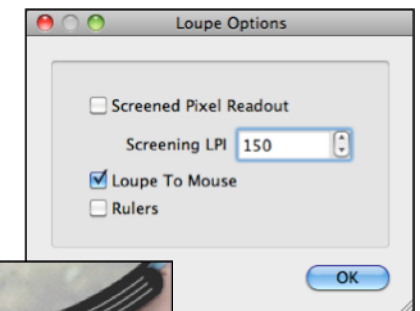 Loupe Options
Screened Pixel Readout
Screening LPI 150
Loupe To Mouse
Rulers
OK